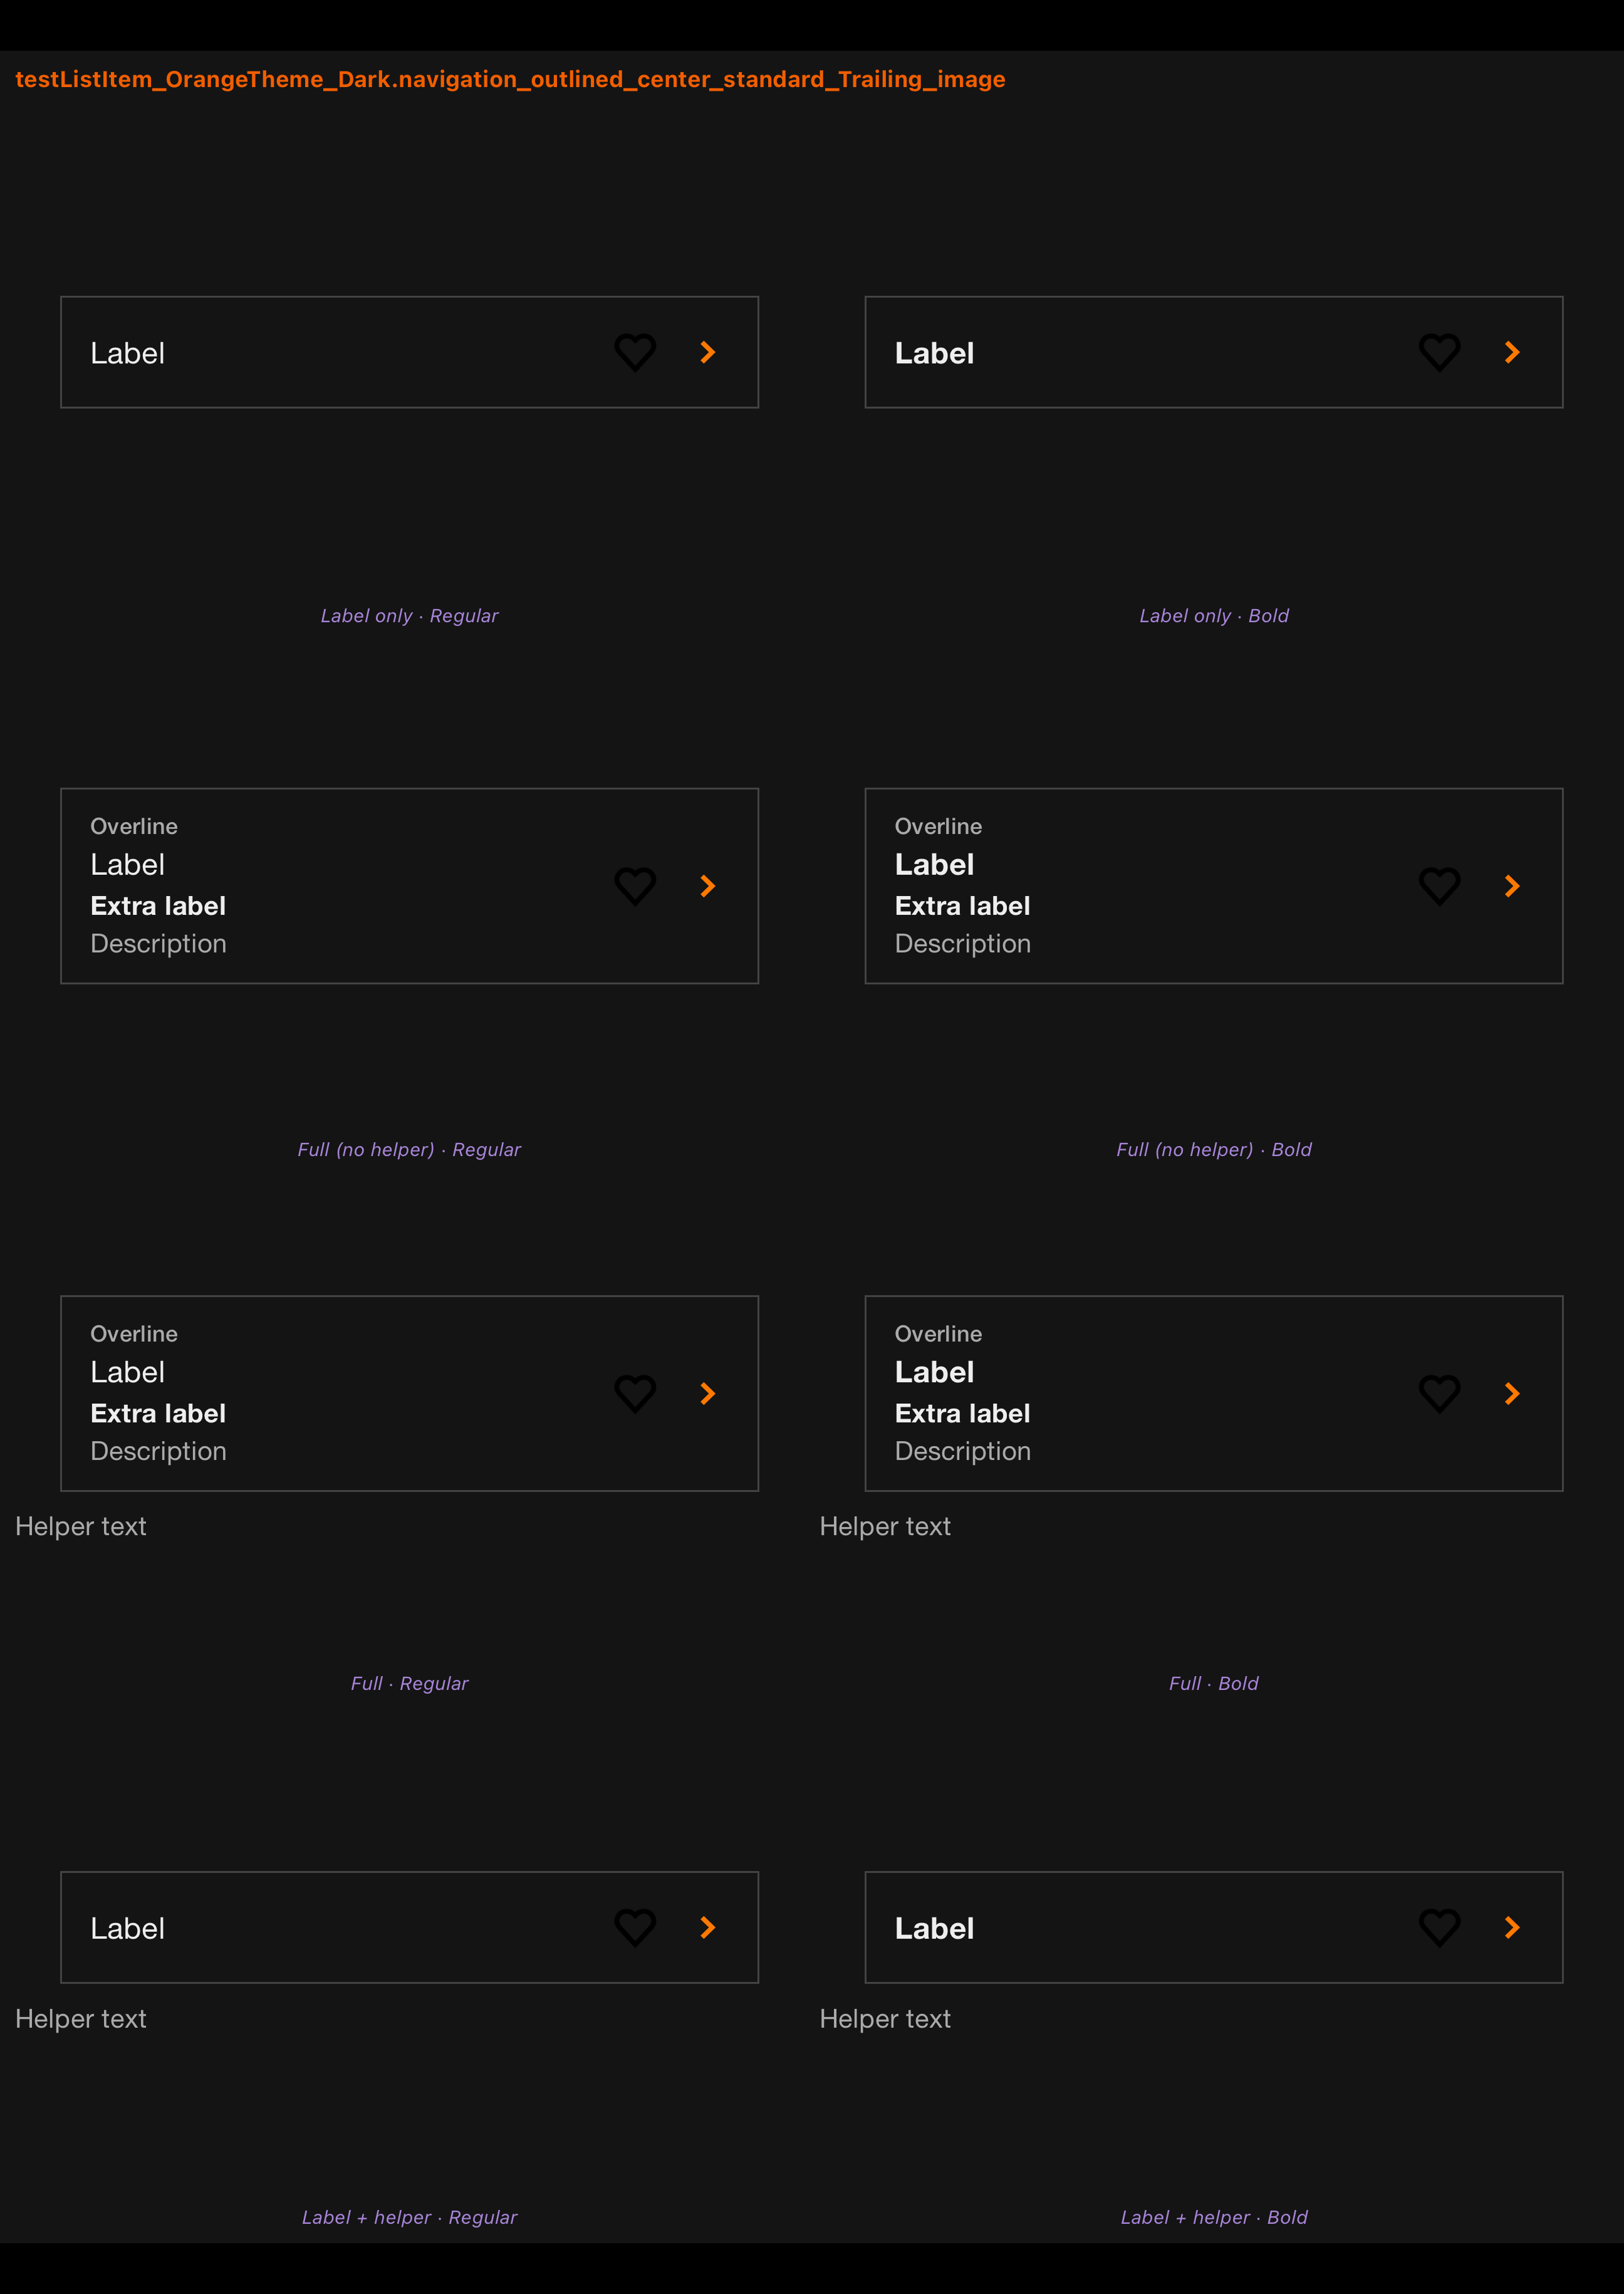 testListItem_OrangeTheme_Dark.navigation_outlined_center_standard_Trailing_image
Label
Label
Label only · Regular
Label only · Bold
Overline
Label
Extra label
Description
Overline
Label
Extra label
Description
Full (no helper) · Regular
Full (no helper) · Bold
Overline
Label
Extra label
Description
Helper text
Overline
Label
Extra label
Description
Helper text
Full · Regular
Full · Bold
Label
Helper text
Label
Helper text
Label + helper · Regular
Label + helper · Bold